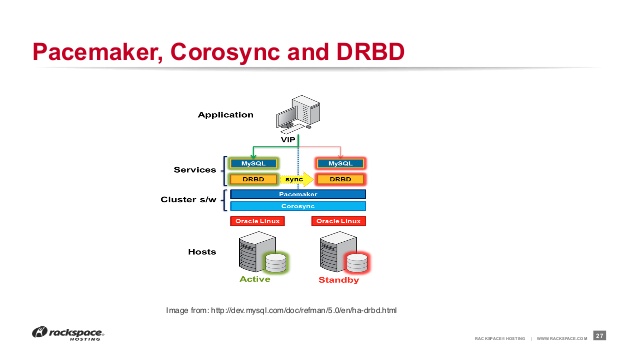 Pacemaker, Corosync and DRBD
Application
VIP
MySQL
MySQL
Services
DRBD
sync
DRBD
Cluster s/w
Pacemaker
Corosync
Oracle Linux
Oracle Linux
Hosts
Active
Standby
Image from: http://dev.mysql.com/doc/refman/5.0/en/ha-drbd.html
rackspace
HOSTING
RACKSPACE® HOSTING | WWW.RACKSPACE.COM
27